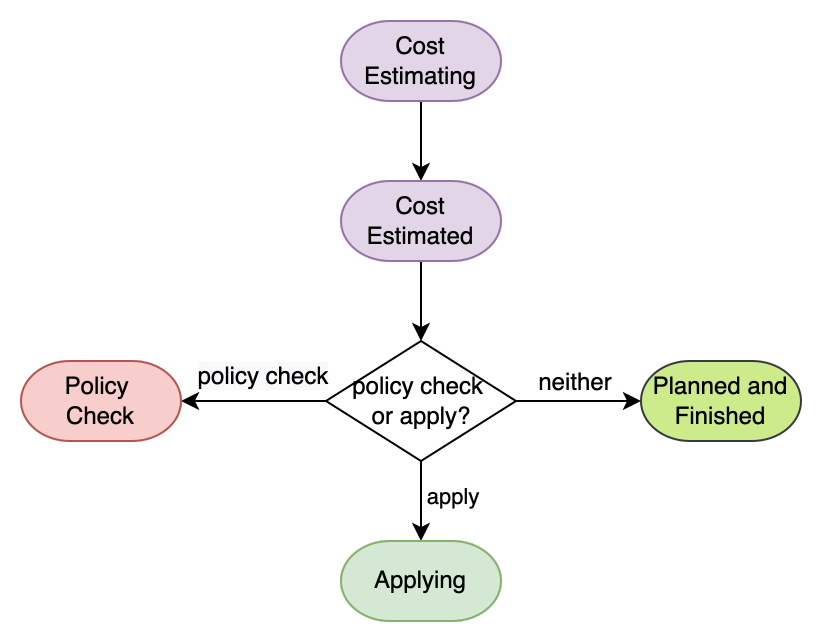 Cost
Estimating
Cost
Estimated
policy check
Policy
Check
policy check
or apply?
neither
Planned and
Finished
apply
Applying